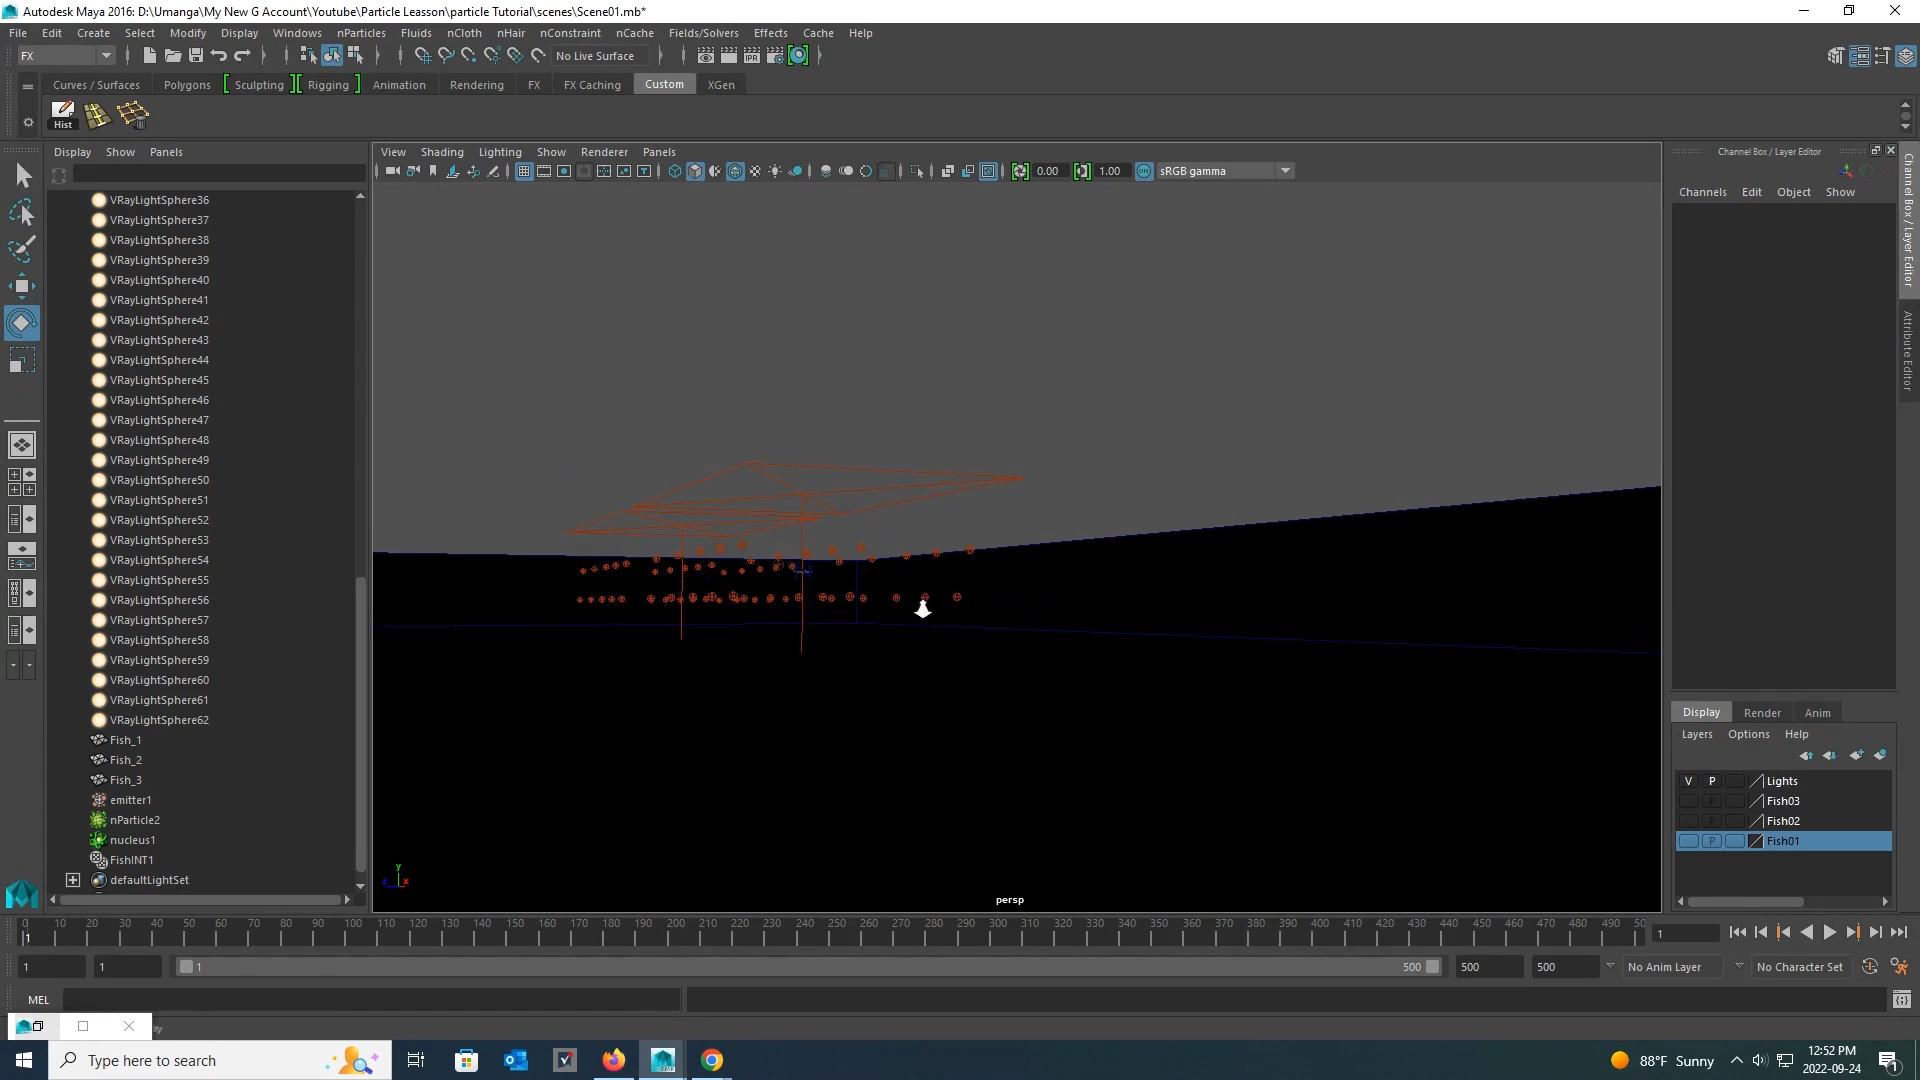 Autodesk Maya 2016: D:\Umanga\My New G Account\Youtube\Particle Leasson\particle Tutorial\scenes\Scene01.mb*
File Edit Create Select Modify Display Windows nParticles Fluids nCloth nHair nConstraint nCache Fields/Solvers Effects Cache Help
FX No Live Surface
Curves / Surfaces Polygons Sculpting Rigging Animation Rendering FX FX Caching Custom XGen
Hist
Display Show Panels
View Shading Lighting Show Renderer Panels
0.00 1.00 ON sRGB gamma
Channel Box / Layer Editor
Channels Edit Object Show
Channel Box / Layer Editor
Attribute Editor
VRayLightSphere36
VRayLightSphere37
VRayLightSphere38
VRayLightSphere39
VRayLightSphere40
VRayLightSphere41
VRayLightSphere42
VRayLightSphere43
VRayLightSphere44
VRayLightSphere45
VRayLightSphere46
VRayLightSphere47
VRayLightSphere48
VRayLightSphere49
VRayLightSphere50
VRayLightSphere51
VRayLightSphere52
VRayLightSphere53
VRayLightSphere54
VRayLightSphere55
VRayLightSphere56
VRayLightSphere57
VRayLightSphere58
VRayLightSphere59
VRayLightSphere60
VRayLightSphere61
VRayLightSphere62
Fish_1
Fish_2
Fish_3
emitter1
nParticle2
nucleus1
FishINT1
defaultLightSet
y
z x
persp
Display Render Anim
Layers Options Help
V P Lights
P Fish03
P Fish02
P Fish01
0 10 20 30 40 50 60 70 80 90 100 110 120 130 140 150 160 170 180 190 200 210 220 230 240 250 260 270 280 290 300 310 320 330 340 350 360 370 380 390 400 410 420 430 440 450 460 470 480 490 50
1 1
1 1 1 500 500 500 No Anim Layer No Character Set
MEL
Type here to search
88°F Sunny
12:52 PM
2022-09-24
1